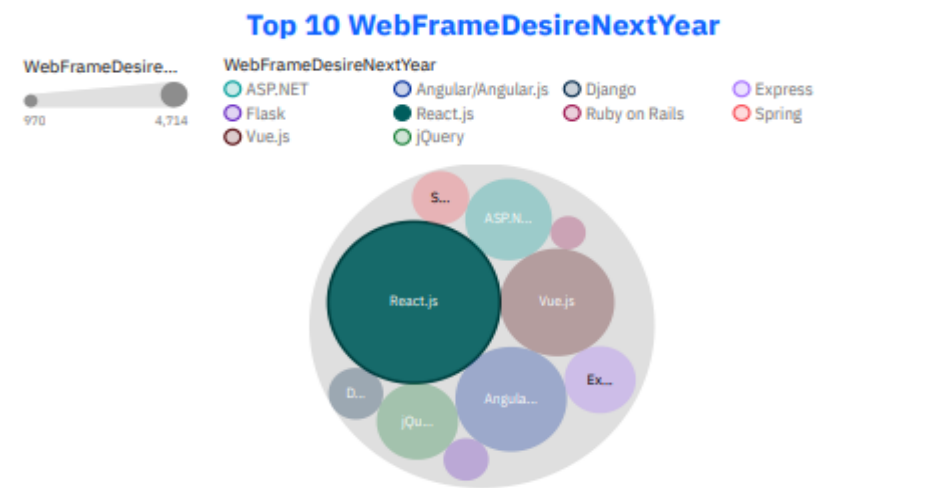 Top 10 WebFrameDesireNextYear
WebFrameDesire...
970 4,714
WebFrameDesireNextYear
ASP.NET Angular/Angular.js Django Express
Flask React.js Ruby on Rails Spring
Vue.js jQuery
S...
ASP.N...
React.js
Vue.js
Ex...
D...
Angula...
jQu...